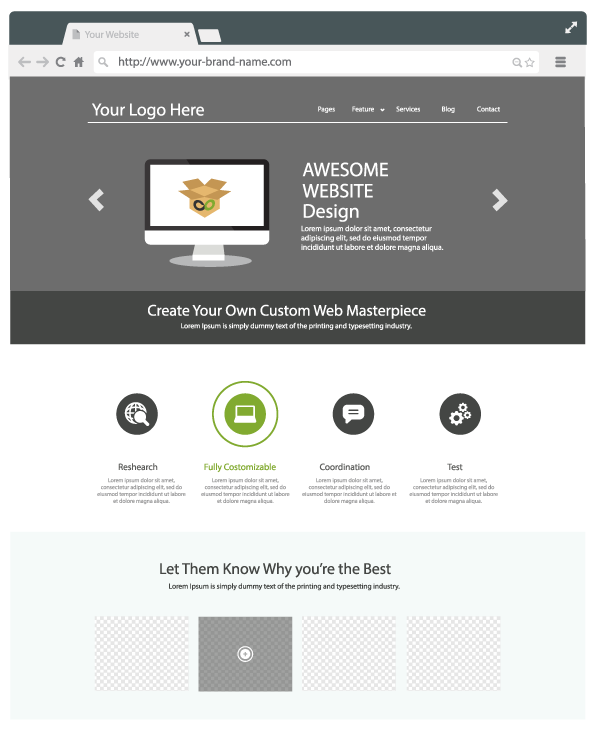 Your Website
http://www.your-brand-name.com
Your Logo Here
Pages Feature Services Blog Contact
AWESOME
WEBSITE
Design
Lorem ipsum dolor sit amet, consectetur
adipiscing elit, sed do eiusmod tempor
incididunt ut labore et dolore magna aliqua.
Create Your Own Custom Web Masterpiece
Lorem Ipsum is simply dummy text of the printing and typesetting industry.
Reshearch
Lorem ipsum dolor sit amet,
consectetur adipiscing elit, sed do
eiusmod tempor incididunt ut labore
et dolore magna aliqua.
Fully Costomizable
Lorem ipsum dolor sit amet,
consectetur adipiscing elit, sed do
eiusmod tempor incididunt ut labore
et dolore magna aliqua.
Coordination
Lorem ipsum dolor sit amet,
consectetur adipiscing elit, sed do
eiusmod tempor incididunt ut labore et
et dolore magna aliqua.
Test
Lorem ipsum dolor sit amet,
consectetur adipiscing elit, sed do
eiusmod tempor incididunt ut labore
et dolore magna aliqua.
Let Them Know Why you're the Best
Lorem Ipsum is simply dummy text of the printing and typesetting industry.